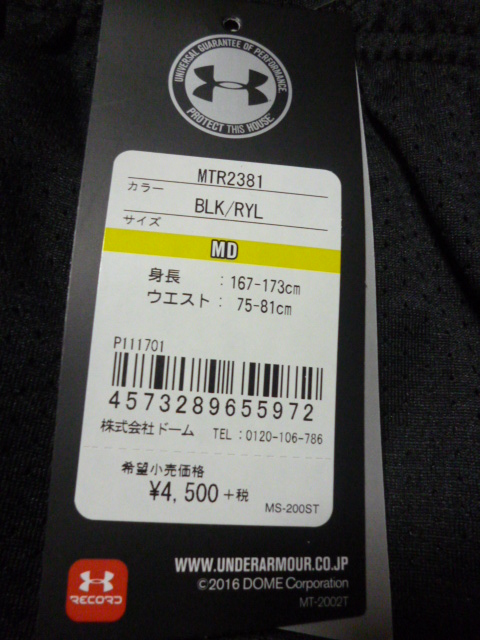 UNIVERSAL GUARANTEE OF PERFORMANCE
PROTECT THIS HOUSE
MTR2381
カラー
BLK/RYL
サイズ
MD
身長 : 167-173cm
ウエスト : 75-81cm
P111701
4573289655972
株式会社ドーム TEL : 0120-106-786
希望小売価格
¥4,500+税
MS-200ST
WWW.UNDERARMOUR.CO.JP
©2016 DOME Corporation
MT-2002T
RECORD